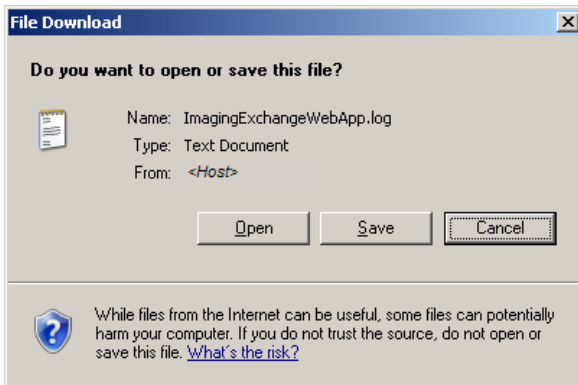 File Download
Do you want to open or save this file?
Name: ImagingExchangeWebApp.log
Type: Text Document
From: <Host>
Open Save Cancel
While files from the Internet can be useful, some files can potentially
harm your computer. If you do not trust the source, do not open or
save this file. What's the risk?